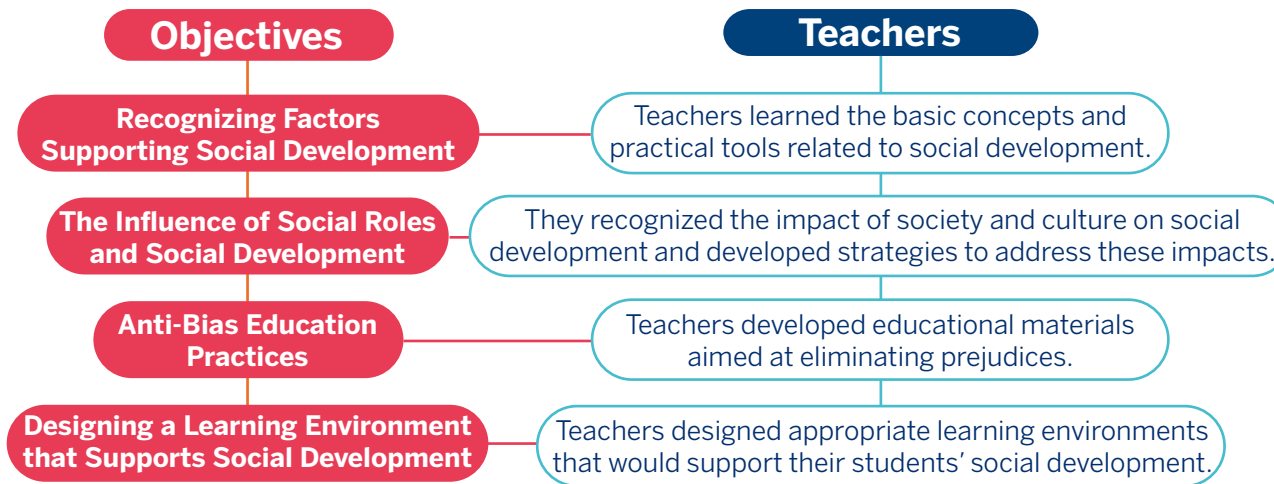 Objectives
Teachers
Recognizing Factors
Supporting Social Development
Teachers learned the basic concepts and
practical tools related to social development.
The Influence of Social Roles
and Social Development
They recognized the impact of society and culture on social
development and developed strategies to address these impacts.
Anti-Bias Education
Practices
Teachers developed educational materials
aimed at eliminating prejudices.
Designing a Learning Environment
that Supports Social Development
Teachers designed appropriate learning environments
that would support their students’ social development.